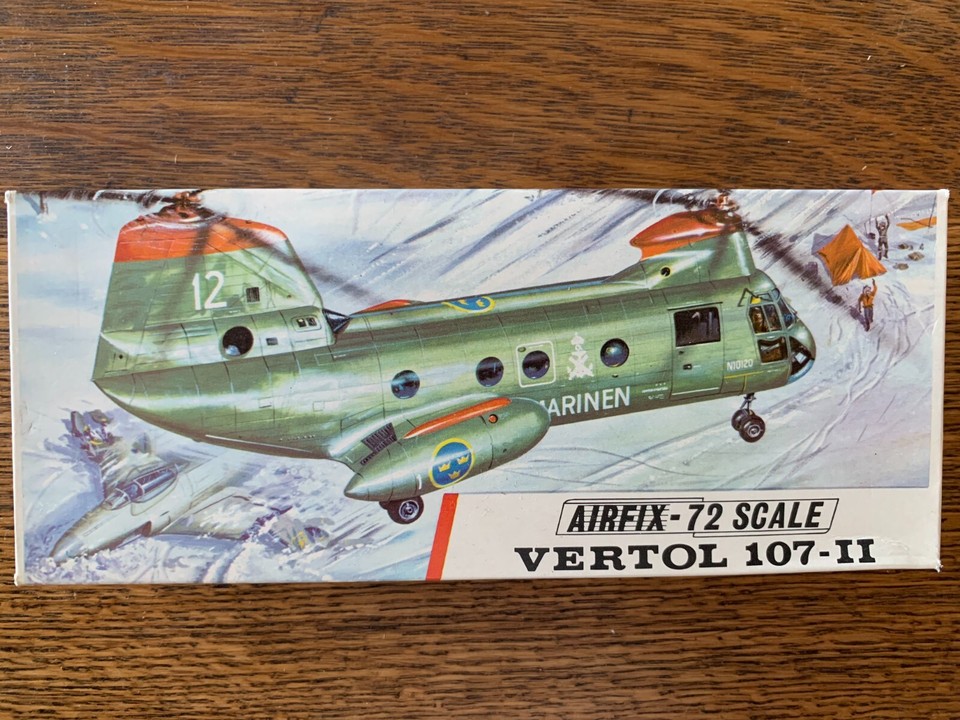 12
N10120
MARINEN
AIRFIX-72 SCALE
VERTOL 107-II